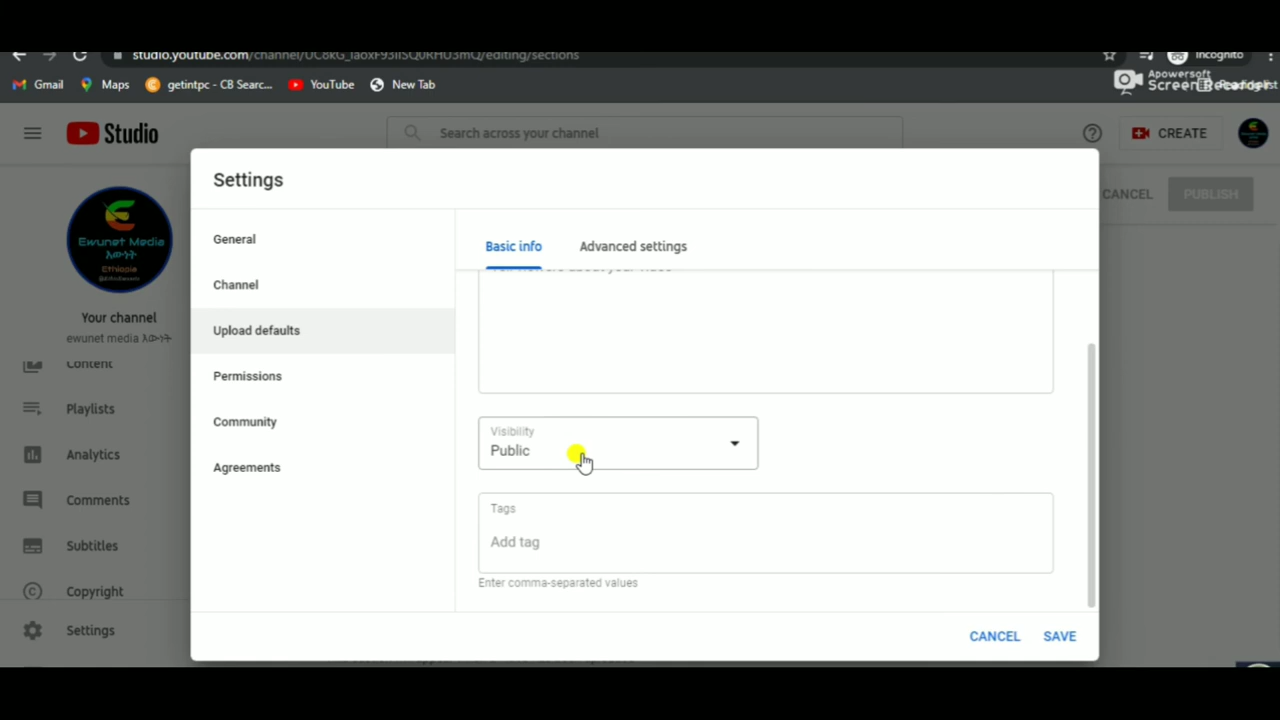 studio.youtube.com/channel/
/editing/sections
Incognito
Gmail
Maps
getintpc - CB Searc...
YouTube
New Tab
Apowersoft
Screen Recorder
Studio
Search across your channel
CREATE
Settings
CANCEL
PUBLISH
Ewunet Media
እውነት
Ethiopia
General
Basic info
Advanced settings
Channel
Your channel
ewunet media እውነት
Upload defaults
Content
Permissions
Playlists
Community
Visibility
Public
Analytics
Agreements
Comments
Tags
Add tag
Subtitles
Enter comma-separated values
Copyright
Settings
CANCEL
SAVE